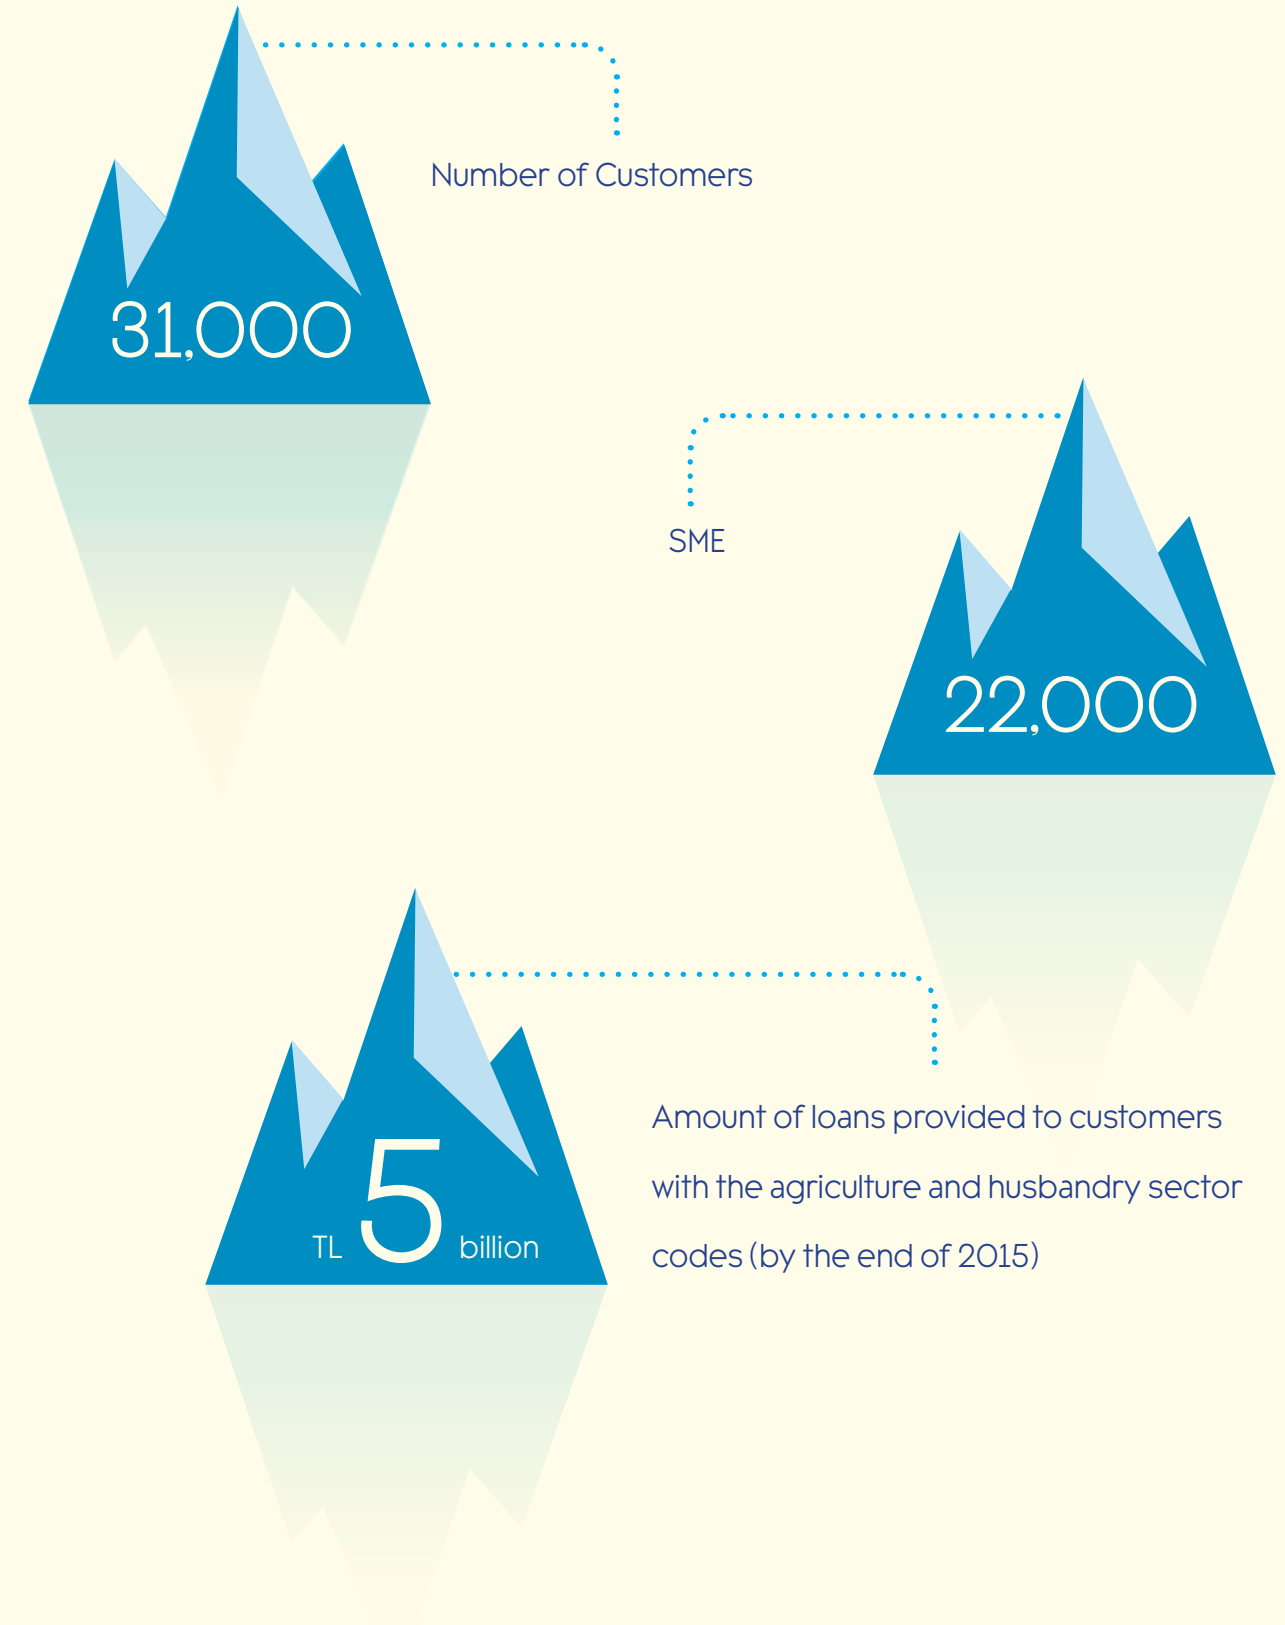 Number of Customers
31,000
SME
22,000
TL 5 billion
Amount of loans provided to customers
with the agriculture and husbandry sector
codes (by the end of 2015)